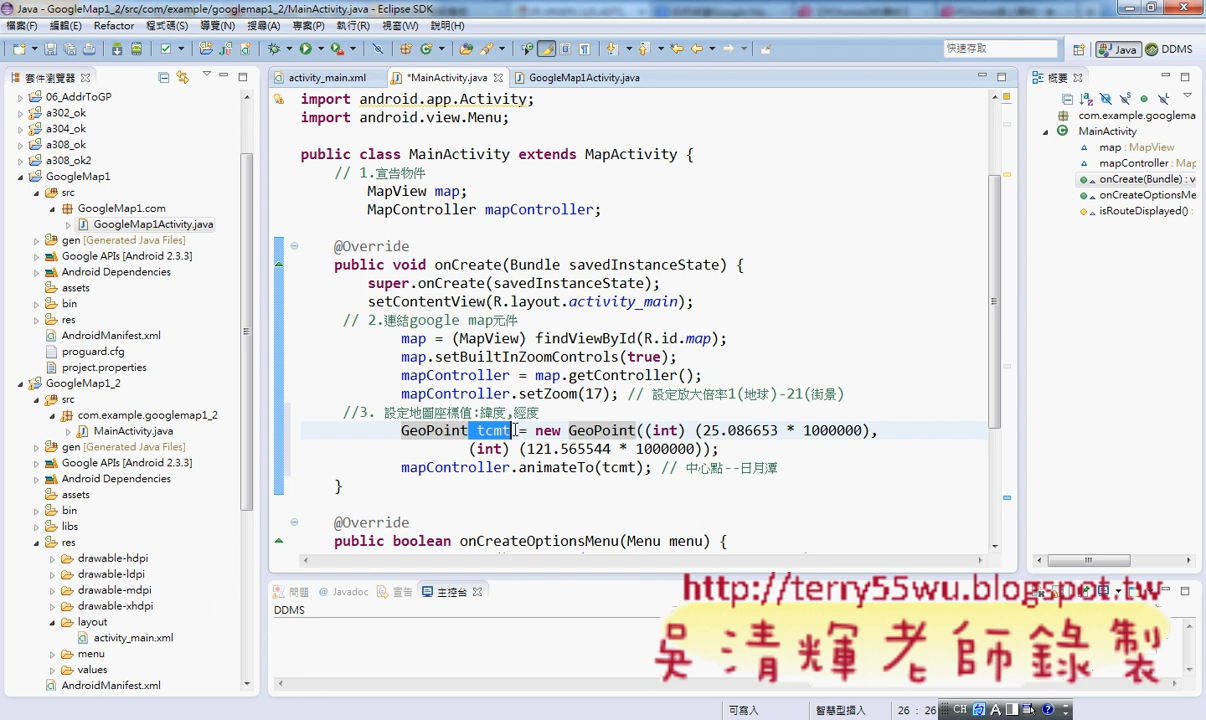 Java - GoogleMap1_2/src/com/example/googlemap1_2/MainActivity.java - Eclipse SDK
檔案(F) 編輯(E) Refactor 程式碼(S) 導覽(N) 搜尋(A) 專案(P) 執行(R) 視窗(W) 說明(H)
快速存取 Java DDMS
套件瀏覽器
06_AddrToGP
a302_ok
a304_ok
a308_ok
a308_ok2
GoogleMap1
src
GoogleMap1.com
GoogleMap1Activity.java
gen [Generated Java Files]
Google APIs [Android 2.3.3]
Android Dependencies
assets
bin
res
AndroidManifest.xml
proguard.cfg
project.properties
GoogleMap1_2
src
com.example.googlemap1_2
MainActivity.java
gen [Generated Java Files]
Google APIs [Android 2.3.3]
Android Dependencies
assets
bin
libs
res
drawable-hdpi
drawable-ldpi
drawable-mdpi
drawable-xhdpi
layout
activity_main.xml
menu
values
AndroidManifest.xml
activity_main.xml *MainActivity.java GoogleMap1Activity.java
import android.app.Activity;
import android.view.Menu;
public class MainActivity extends MapActivity {
// 1.宣告物件
MapView map;
MapController mapController;
@Override
public void onCreate(Bundle savedInstanceState) {
super.onCreate(savedInstanceState);
setContentView(R.layout.activity_main);
// 2.連結google map元件
map = (MapView) findViewById(R.id.map);
map.setBuiltInZoomControls(true);
mapController = map.getController();
mapController.setZoom(17); // 設定放大倍率1(地球)-21(街景)
//3. 設定地圖座標值:緯度,經度
GeoPoint tcmt = new GeoPoint((int) (25.086653 * 1000000),
(int) (121.565544 * 1000000));
mapController.animateTo(tcmt); // 中心點--日月潭
}
@Override
public boolean onCreateOptionsMenu(Menu menu) {
概要
com.example.googlema
MainActivity
map : MapView
mapController : Map
onCreate(Bundle) : v
onCreateOptionsMe
isRouteDisplayed() :
問題 @ Javadoc 宣告 主控台
DDMS
http://terry55wu.blogspot.tw
吳清輝老師錄製
可寫入 智慧型插入 26 : 26 CH